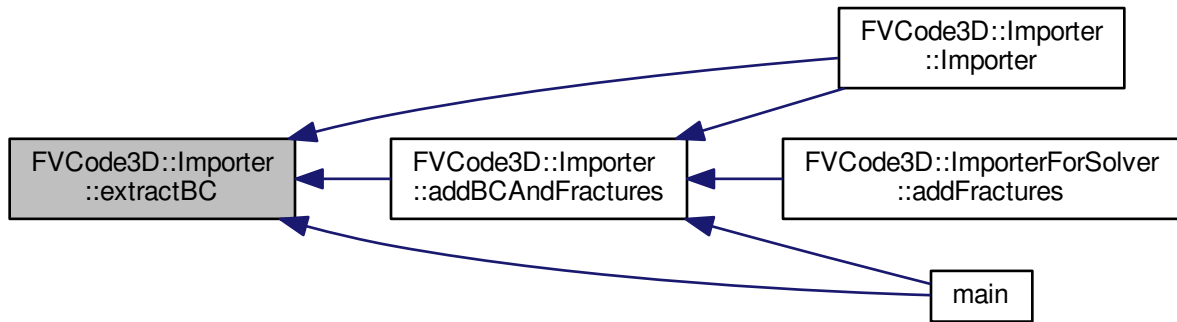 FVCode3D::Importer
::extractBC
FVCode3D::Importer
::addBCAndFractures
FVCode3D::Importer
::Importer
FVCode3D::ImporterForSolver
::addFractures
main